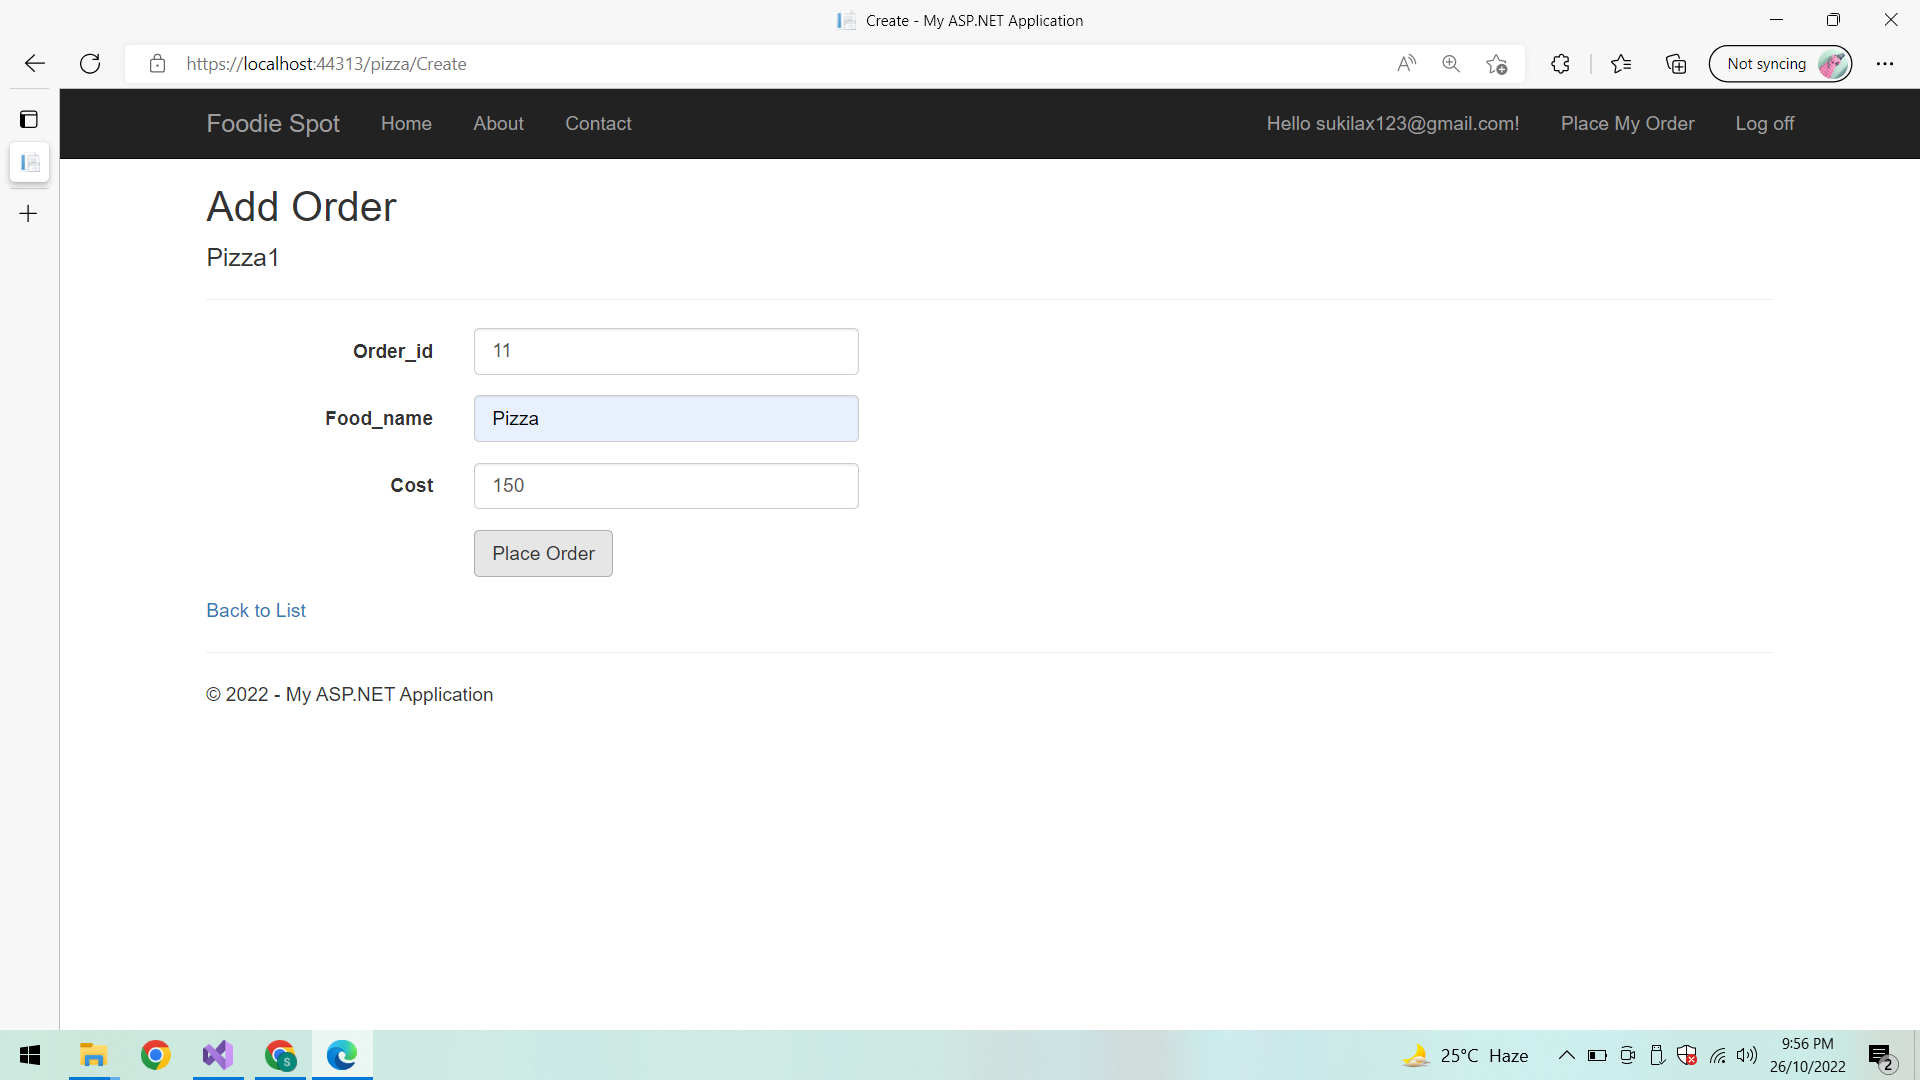 Create - My ASP.NET Application
https://localhost:44313/pizza/Create
Not syncing
Foodie Spot Home About Contact Hello sukilax123@gmail.com! Place My Order Log off
Add Order
Pizza1
Order_id 11
Food_name Pizza
Cost 150
Place Order
Back to List
© 2022 - My ASP.NET Application
25°C Haze
9:56 PM
26/10/2022
2
S